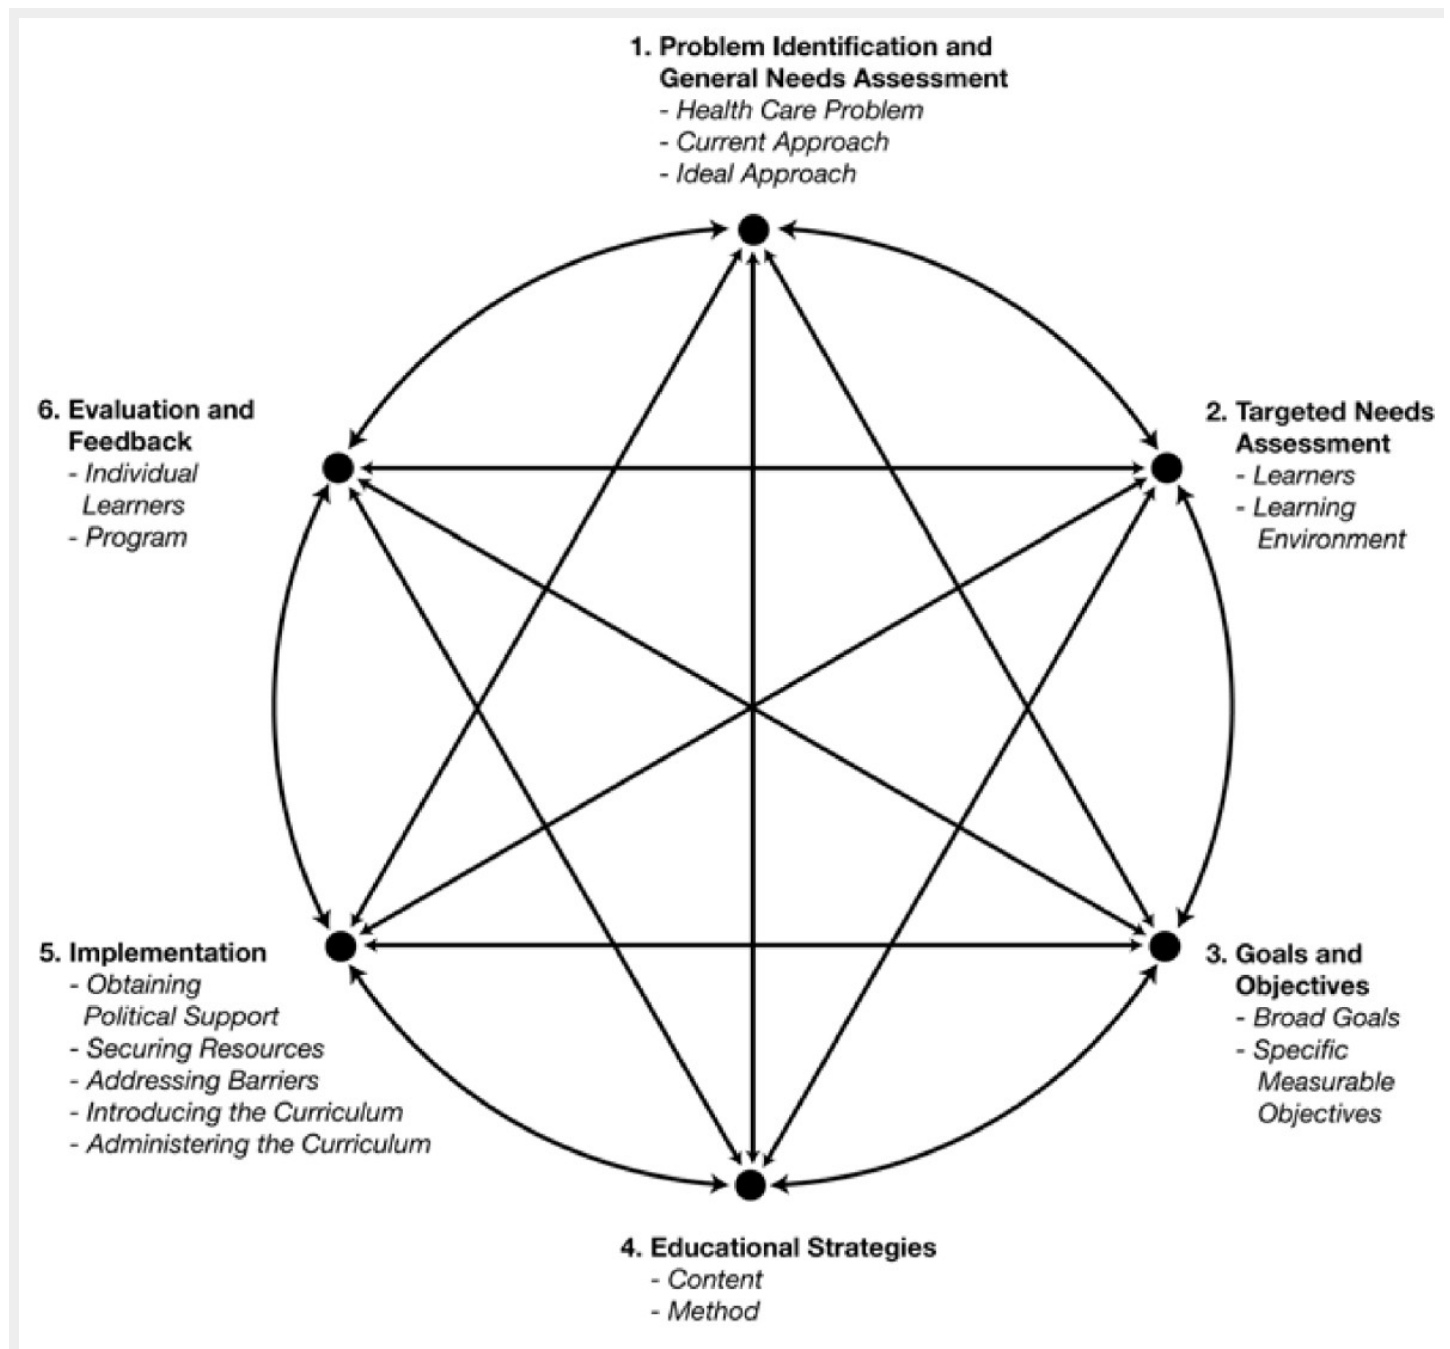 1. Problem Identification and
General Needs Assessment
- Health Care Problem
- Current Approach
- Ideal Approach
2. Targeted Needs
Assessment
- Learners
- Learning
Environment
3. Goals and
Objectives
- Broad Goals
- Specific
Measurable
Objectives
4. Educational Strategies
- Content
- Method
5. Implementation
- Obtaining
Political Support
- Securing Resources
- Addressing Barriers
- Introducing the Curriculum
- Administering the Curriculum
6. Evaluation and
Feedback
- Individual
Learners
- Program